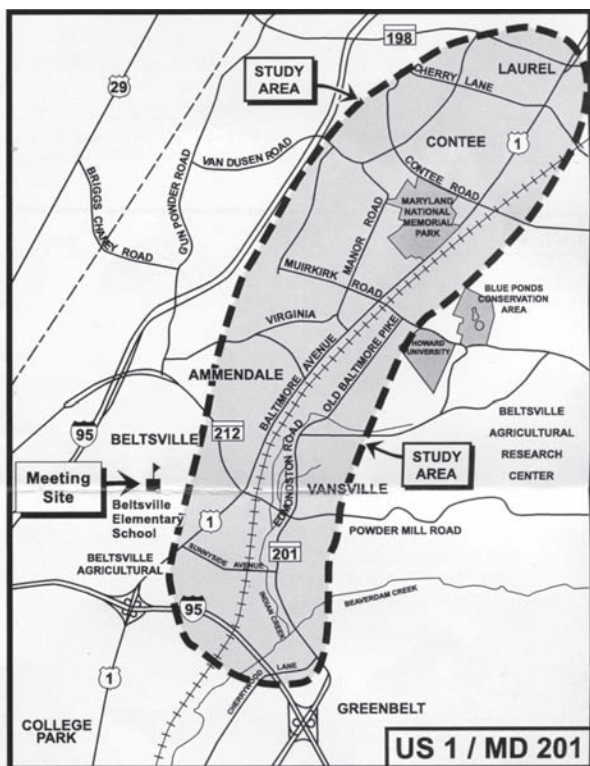 198
LAUREL
STUDY
AREA
CHERRY LANE
29
CONTEE
1
VAN DUSEN ROAD
GUN POWDER ROAD
BRIGGS CHANEY ROAD
CONTEE ROAD
MARYLAND
NATIONAL
MEMORIAL
PARK
MANOR ROAD
MUIRKIRK ROAD
BLUE PONDS
CONSERVATION
AREA
VIRGINIA
HOWARD
UNIVERSITY
BALTIMORE AVENUE
OLD BALTIMORE PIKE
AMMENDALE
95
BELTSVILLE
212
BELTSVILLE
AGRICULTURAL
RESEARCH
CENTER
STUDY
AREA
Meeting
Site
Beltsville
Elementary
School
EDMONSTON ROAD
VANSVILLE
1
POWDER MILL ROAD
201
SUNNYSIDE AVENUE
BELTSVILLE
AGRICULTURAL
95
INDIAN CREEK
BEAVERDAM CREEK
1
CHERRYWOOD LANE
GREENBELT
COLLEGE
PARK
US 1 / MD 201